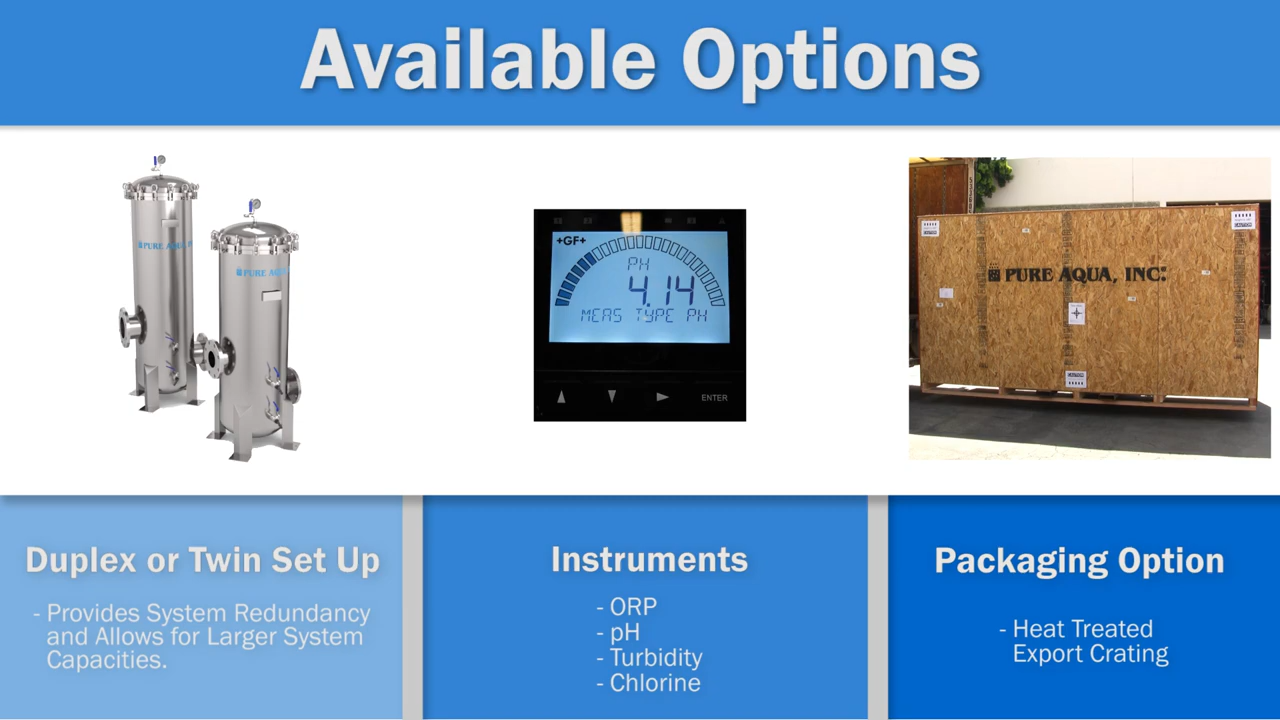 Available Options
PURE AQUA
PURE AQUA
+GF+
PH
4.14
MEAS TYPE PH
ENTER
PURE AQUA, INC.
Duplex or Twin Set Up
- Provides System Redundancy
and Allows for Larger System
Capacities.
Instruments
- ORP
- pH
- Turbidity
- Chlorine
Packaging Option
- Heat Treated
Export Crating